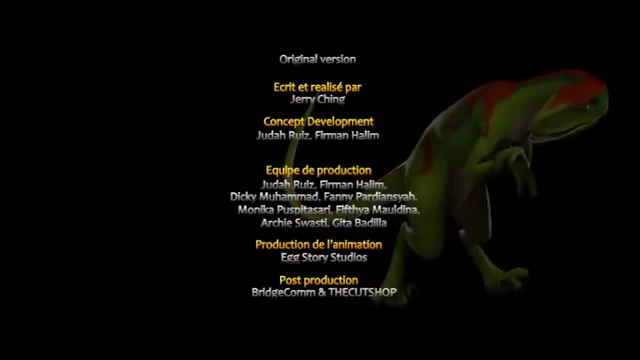 Original version
Ecrit et realisé par
Jerry Ching
Concept Development
Judah Ruiz, Firman Halim
Equipe de production
Judah Ruiz, Firman Halim,
Dicky Muhammad, Fanny Pardiansyah,
Monika Puspitasari, Fifthya Mauldina,
Archie Swasti, Gita Badilla
Production de l'animation
Egg Story Studios
Post production
BridgeComm & THECUTSHOP